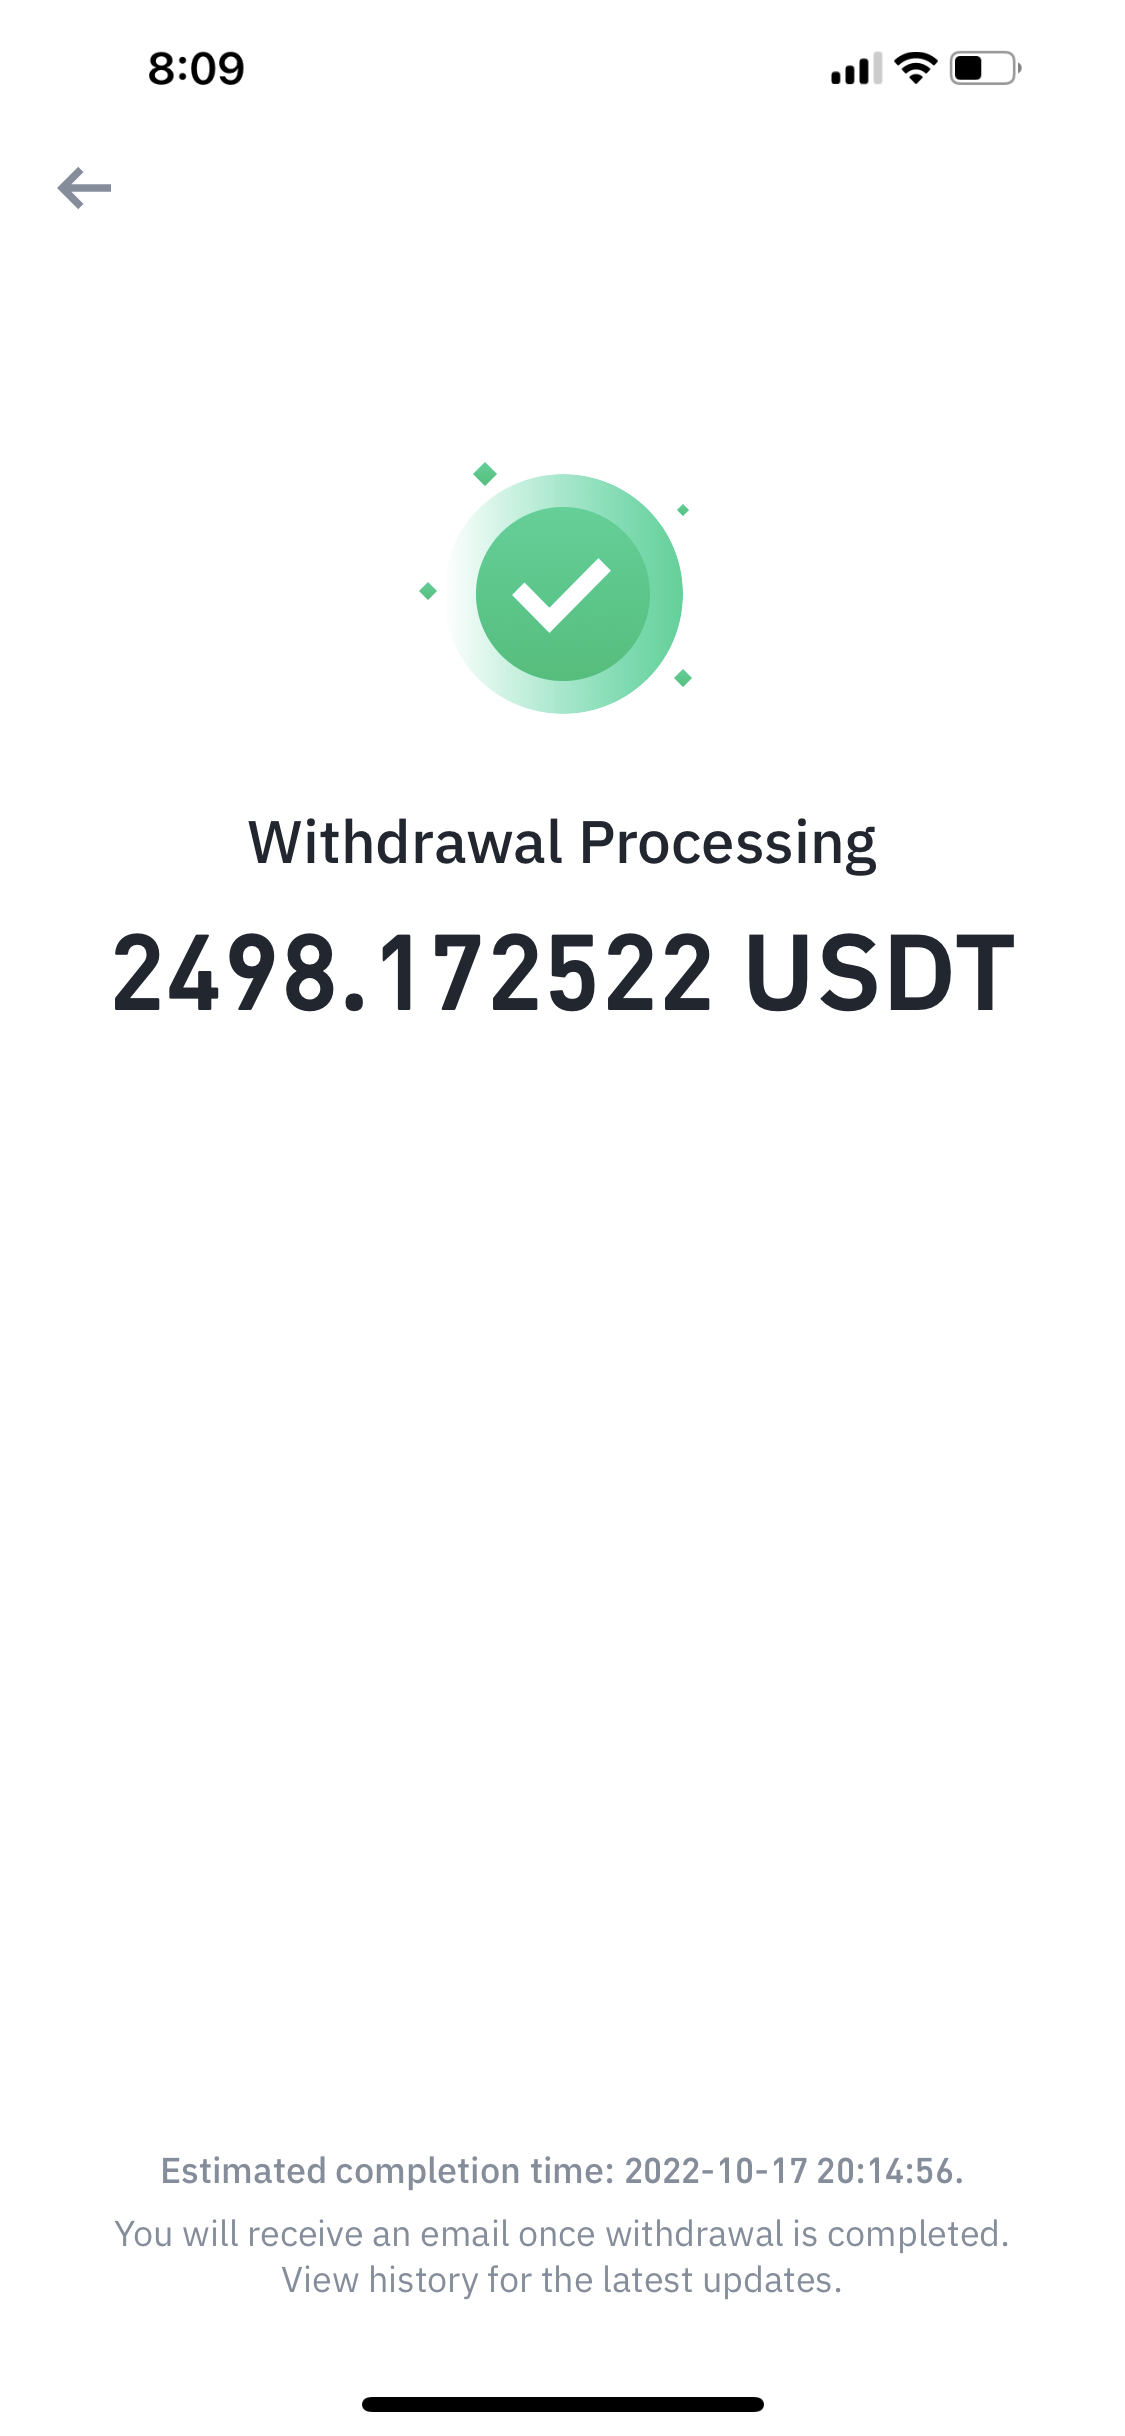 8:09
Withdrawal Processing
2498.172522 USDT
Estimated completion time: 2022-10-17 20:14:56.
You will receive an email once withdrawal is completed.
View history for the latest updates.